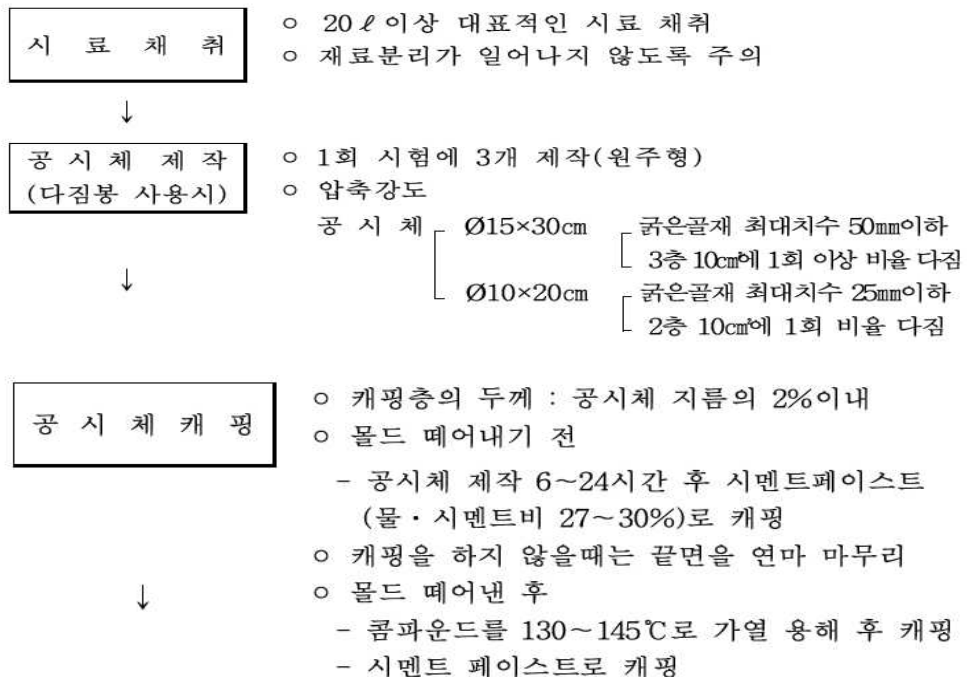 시 료 채 취
○ 20ℓ이상 대표적인 시료 채취
○ 재료분리가 일어나지 않도록 주의
↓
공 시 체 제 작
(다짐봉 사용시)
○ 1회 시험에 3개 제작(원주형)
○ 압축강도
공 시 체 Ø15×30㎝ 굵은골재 최대치수 50㎜이하
3층 10㎠에 1회 이상 비율 다짐
↓
Ø10×20㎝ 굵은골재 최대치수 25㎜이하
2층 10㎠에 1회 비율 다짐
공 시 체 캐 핑
○ 캐핑층의 두께 : 공시체 지름의 2%이내
○ 몰드 떼어내기 전
- 공시체 제작 6~24시간 후 시멘트페이스트
(물·시멘트비 27~30%)로 캐핑
○ 캐핑을 하지 않을때는 끝면을 연마 마무리
↓
○ 몰드 떼어낸 후
- 콤파운드를 130~145℃로 가열 용해 후 캐핑
- 시멘트 페이스트로 캐핑